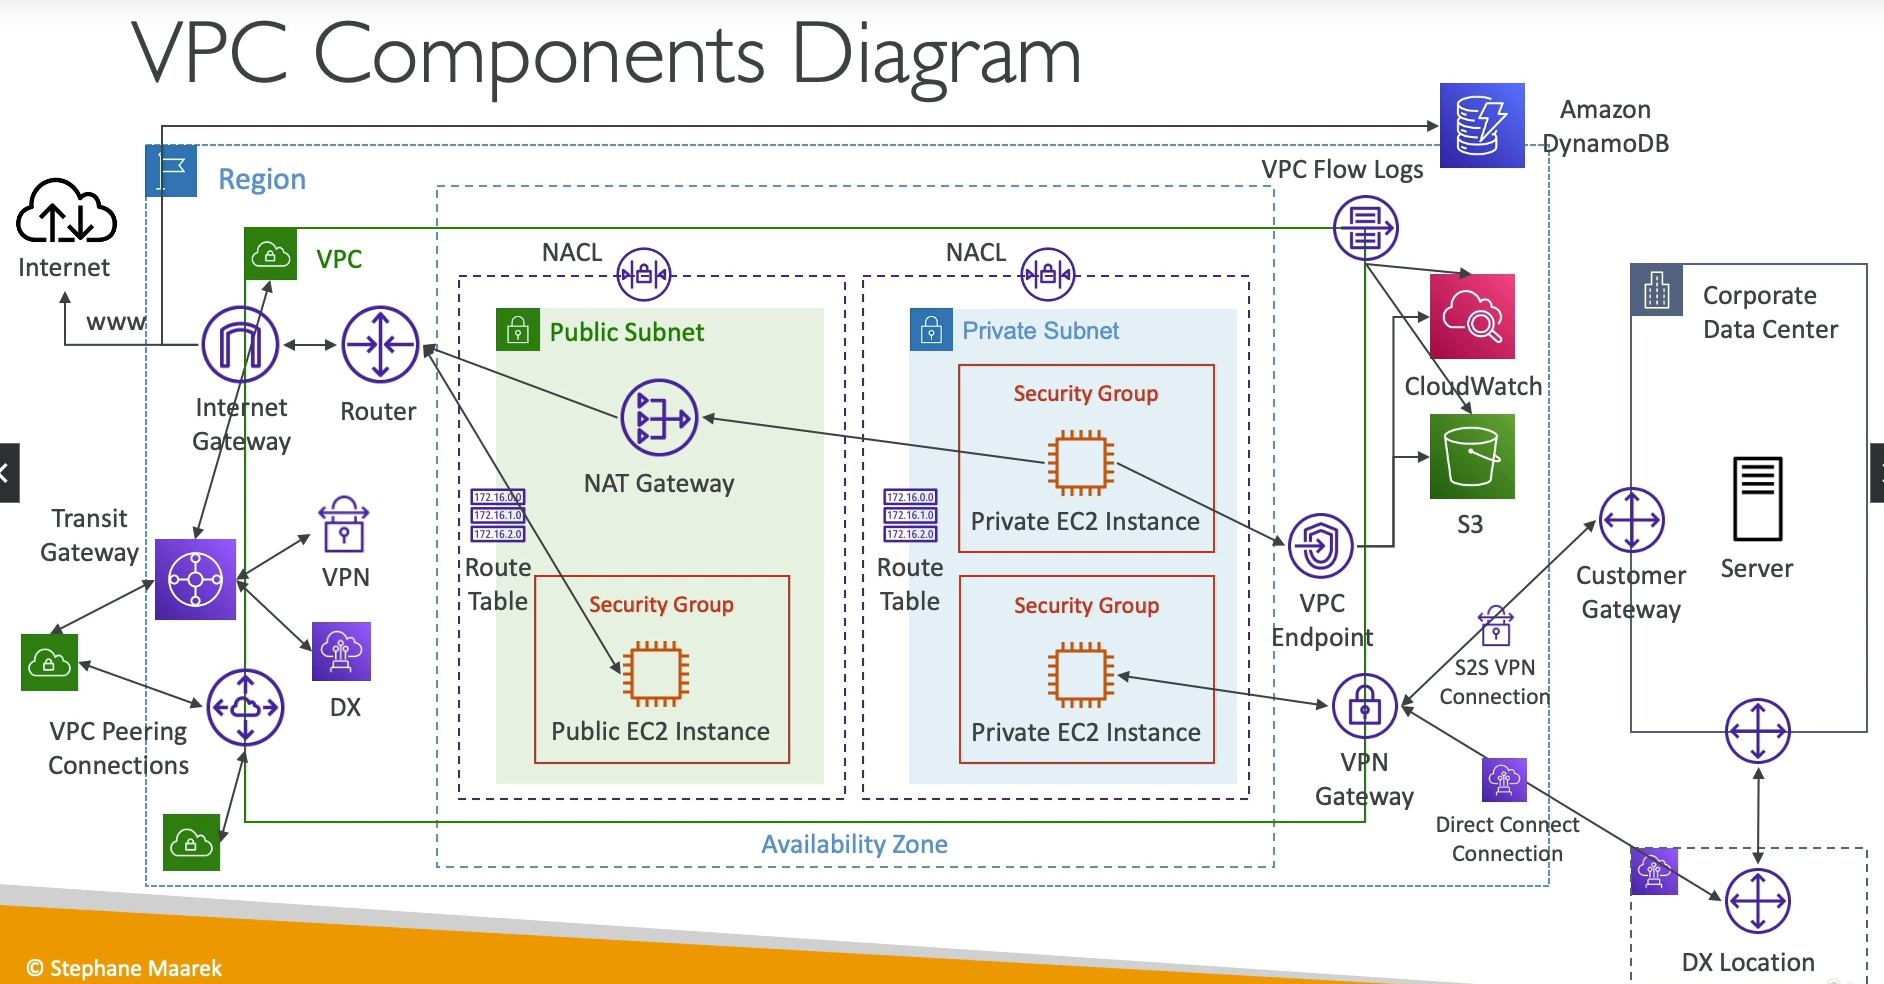 VPC Components Diagram
Amazon
DynamoDB
VPC Flow Logs
Region
Internet
www
VPC
NACL
NACL
Public Subnet
Private Subnet
Corporate
Data Center
Internet
Gateway
Router
Security Group
CloudWatch
NAT Gateway
Private EC2 Instance
S3
Transit
Gateway
VPN
172.16.0.0
172.16.1.0
172.16.2.0
Route
Table
172.16.0.0
172.16.1.0
172.16.2.0
Route
Table
VPC
Endpoint
Customer
Gateway
Server
Security Group
Public EC2 Instance
Security Group
Private EC2 Instance
S2S VPN
Connection
DX
VPC Peering
Connections
VPN
Gateway
Direct Connect
Connection
Availability Zone
DX Location
© Stephane Maarek